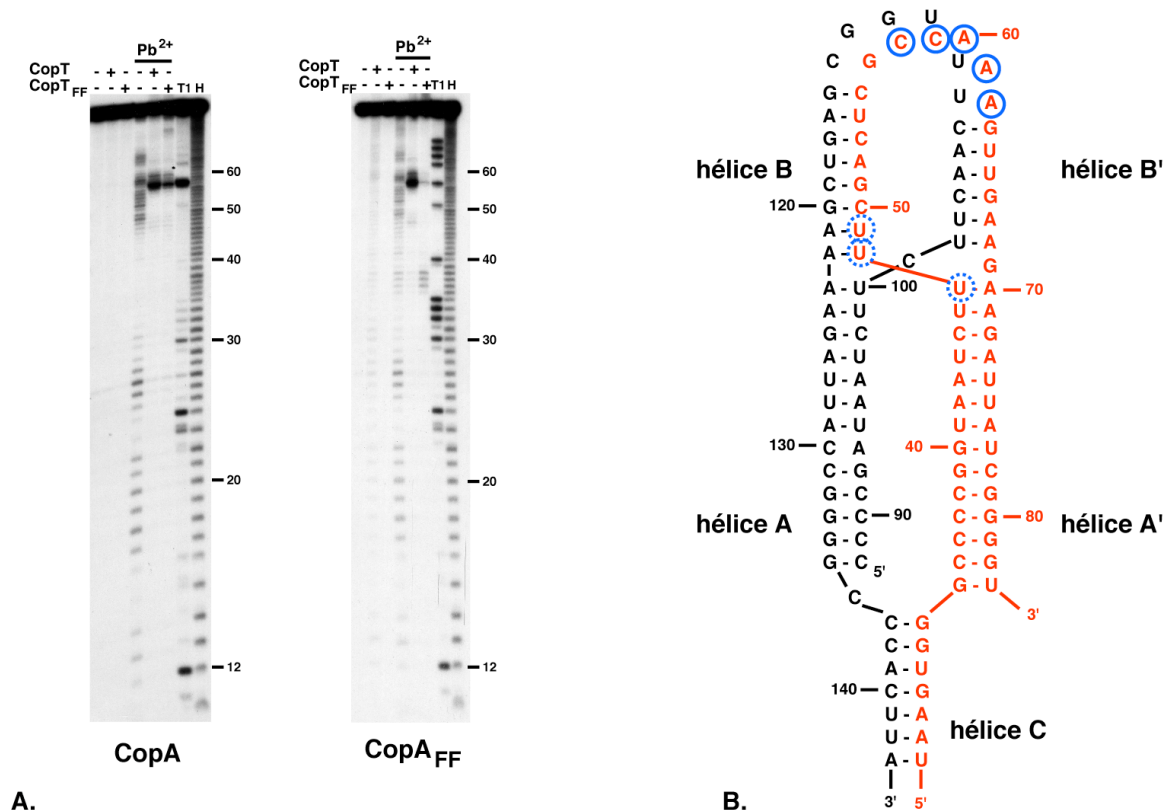 Pb2+
CopT - + - - + -
CopTFF - - + - - + T1 H
60
50
40
30
20
12
CopA
Pb2+
CopT - + - - + -
CopTFF - - + - - + T1 H
60
50
40
30
20
12
CopAFF
A.
G G U
C G C C A 60
U A
U A
G C
A - U C - G
G - C A - U
hélice B U - A A - U hélice B'
C - G C - G
120 G - C 50 U - A
A - U U - A
A - U C G
A - U 100 U - A 70
A - U U - A
G - C C - G
A - U U - A
U - A A - U
U - A A - U
A - U U - A
130 C A 40 G U
C - G G - C
G - C C - G
hélice A G - C 90 C - G 80 hélice A'
G - C C - G
G - C 5' C - G
C G - U
3'
C - G
C - G
A - U
140 C - G
U - A hélice C
U - A
A - U
3' 5'
B.